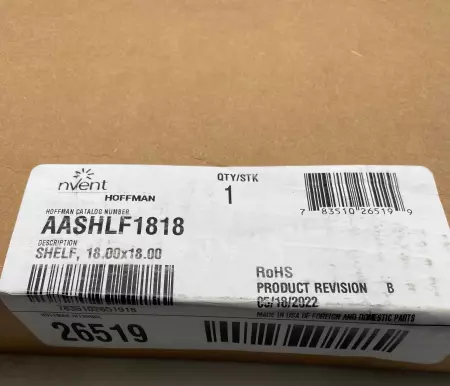 nvent
HOFFMAN
QTY/STK
1
7 83510 26519 9
HOFFMAN CATALOG NUMBER
AASHLF1818
DESCRIPTION
SHELF, 18.00x18.00
RoHS
PRODUCT REVISION B
05/18/2022
26519
MADE IN USA OF FOREIGN AND DOMESTIC PARTS